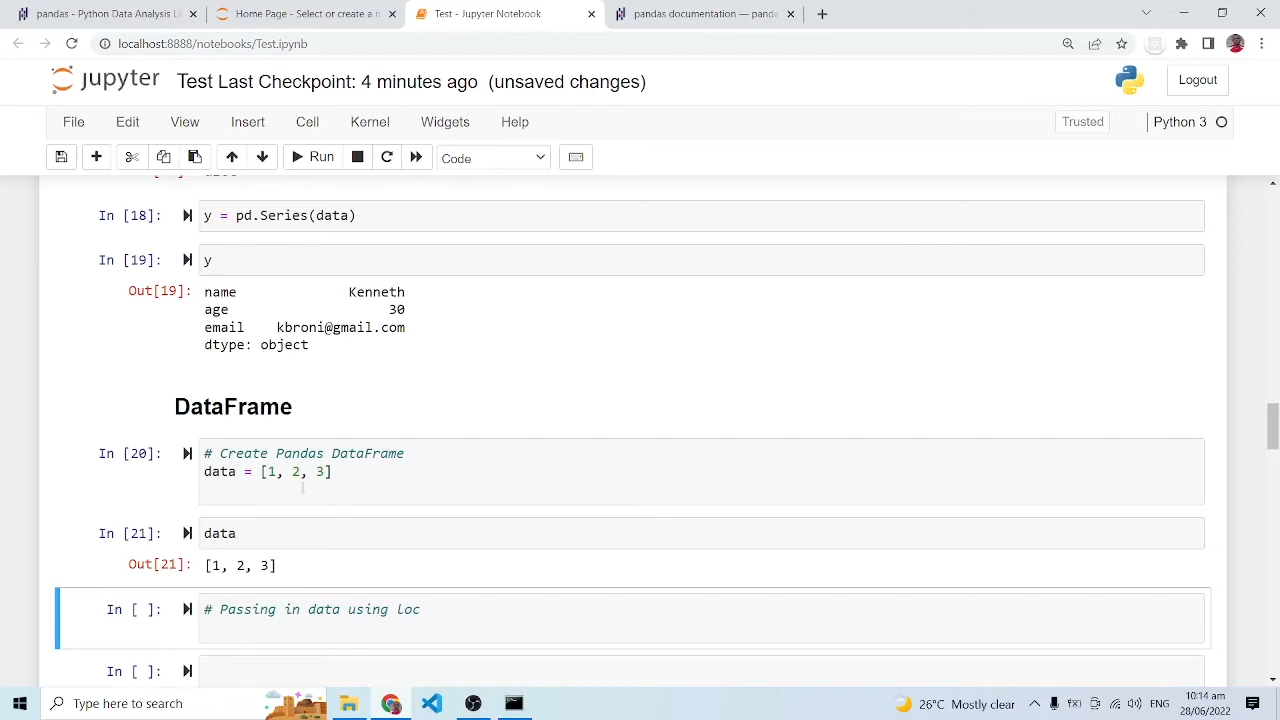 pandas - Python Data Analysis Li
Home Page - Select or create a n
Test - Jupyter Notebook
pandas documentation — panda
localhost:8888/notebooks/Test.ipynb
jupyter Test Last Checkpoint: 4 minutes ago (unsaved changes)
Logout
File Edit View Insert Cell Kernel Widgets Help
Trusted Python 3
Run Code
In [18]: y = pd.Series(data)
In [19]: y
Out[19]: name Kenneth
age 30
email kbroni@gmail.com
dtype: object
DataFrame
In [20]: # Create Pandas DataFrame
data = [1, 2, 3]
In [21]: data
Out[21]: [1, 2, 3]
In [ ]: # Passing in data using loc
In [ ]:
Type here to search
26°C Mostly clear
ENG
10:14 am
28/06/2022